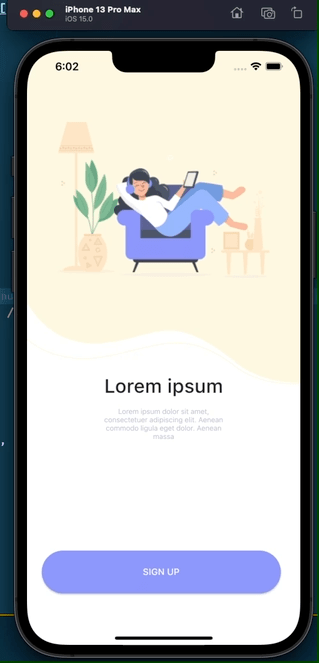 iPhone 13 Pro Max
iOS 15.0
6:02
Lorem ipsum
Lorem ipsum dolor sit amet,
consectetuer adipiscing elit. Aenean
commodo ligula eget dolor. Aenean
massa
SIGN UP